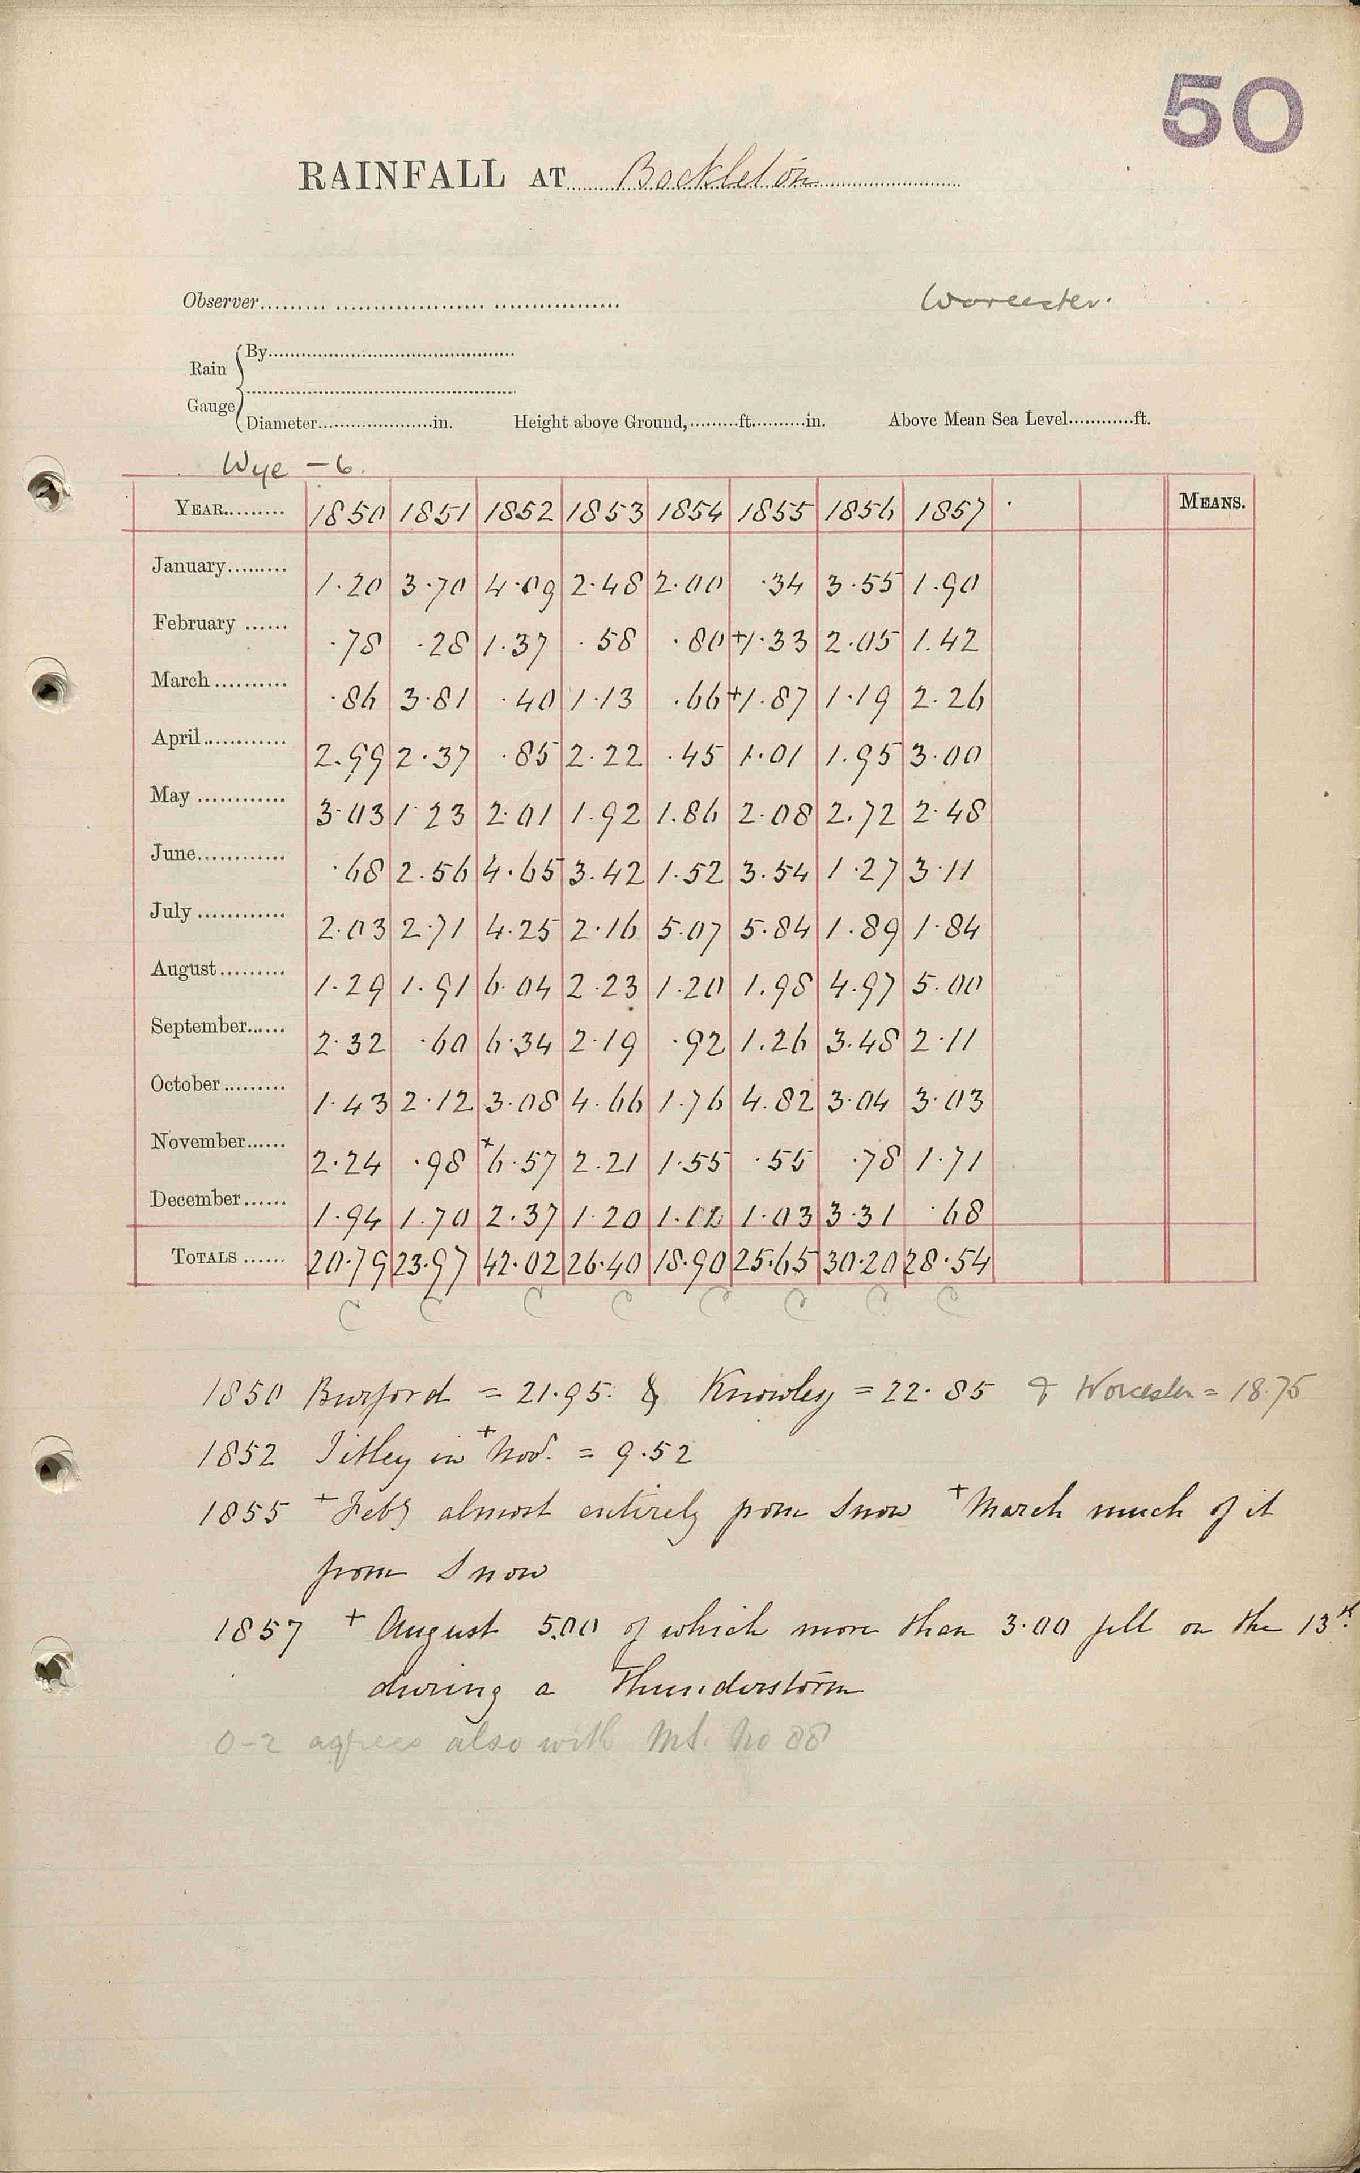 50
RAINFALL AT Bockleton
Observer Worcester.
Rain Gauge
By
Diameter in. Height above Ground, ft. in. Above Mean Sea Level ft.
Wye - 6.
YEAR 1850 1851 1852 1853 1854 1855 1856 1857 MEANS.
January 1.20 3.70 4.09 2.48 2.00 .34 3.55 1.90
February .78 .28 1.37 .58 .80 +1.33 2.05 1.42
March .86 3.81 .40 1.13 .66 +1.87 1.19 2.26
April 2.99 2.37 .85 2.22 .45 1.01 1.95 3.00
May 3.03 1.23 2.01 1.92 1.86 2.08 2.72 2.48
June .68 2.56 4.65 3.42 1.52 3.54 1.27 3.11
July 2.03 2.71 4.25 2.16 5.07 5.84 1.89 1.84
August 1.29 1.91 6.04 2.23 1.20 1.98 4.97 5.00
September 2.32 .60 6.34 2.19 .92 1.26 3.48 2.11
October 1.43 2.12 3.08 4.66 1.76 4.82 3.04 3.03
November 2.24 .98 +6.57 2.21 1.55 .55 .78 1.71
December 1.94 1.70 2.37 1.20 1.03 3.31 .68
TOTALS 20.79 23.97 42.02 26.40 18.90 25.65 30.20 28.54
C C C C C C C C
1850 Burford = 21.95. & Knowley = 22.85 & Worcester = 18.75
1852 Titley in + Nov. = 9.52
1855 + Feby almost entirely from Snow + March much of it
from Snow
1857 + August 5.00 of which more than 3.00 fell on the 13th.
during a Thunderstorm
0-2 agrees also with MS. No 88